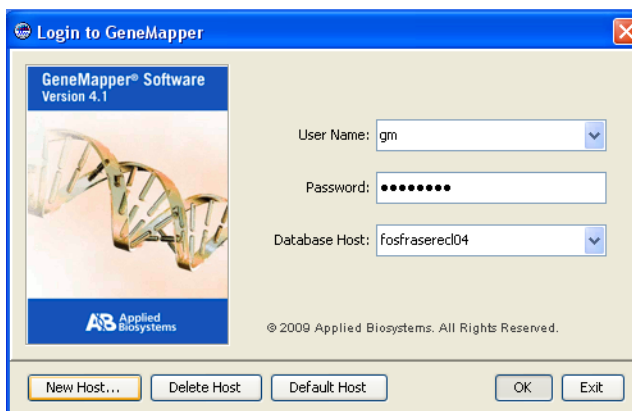 Login to GeneMapper
GeneMapper® Software
Version 4.1
User Name: gm
Password: ••••••••
Database Host: fosfraserecl04
AB Applied
Biosystems
© 2009 Applied Biosystems. All Rights Reserved.
New Host... Delete Host Default Host OK Exit